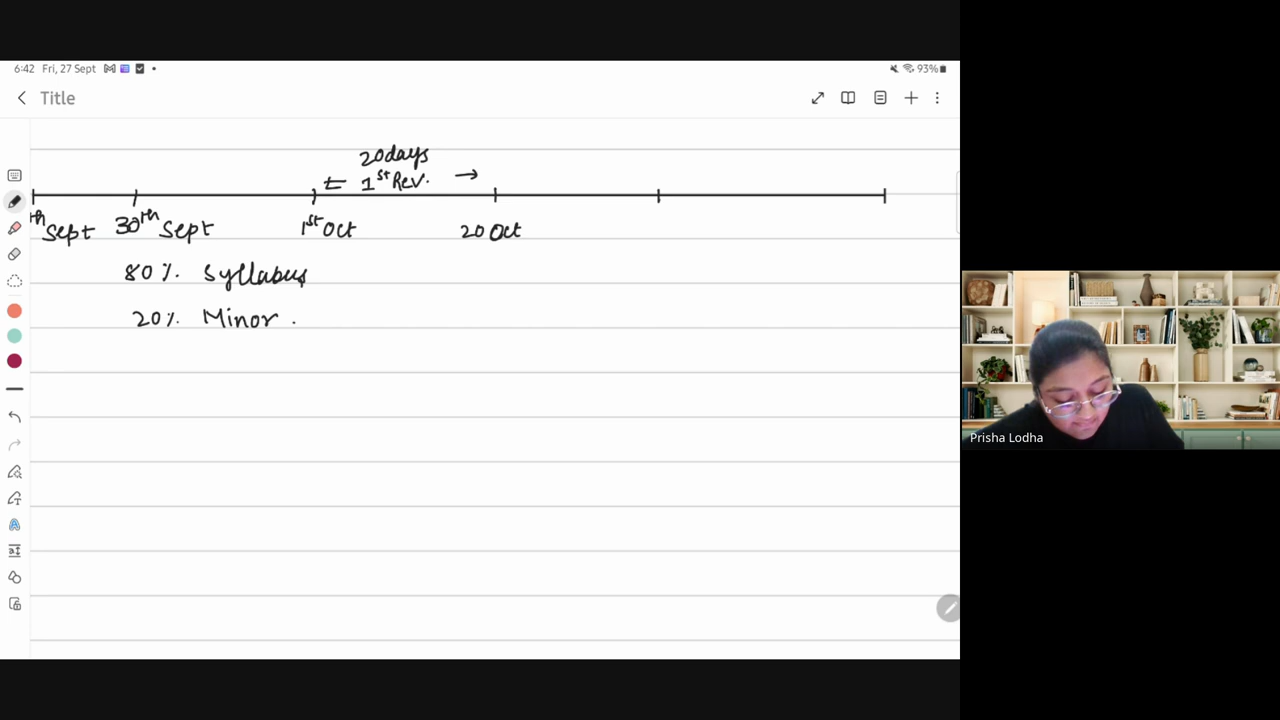 6:42 Fri, 27 Sept
93%
Title
20days
1st Rev.
th Sept 30th Sept 1st Oct 20 Oct
80%. Syllabus
20%. Minor.
Prisha Lodha